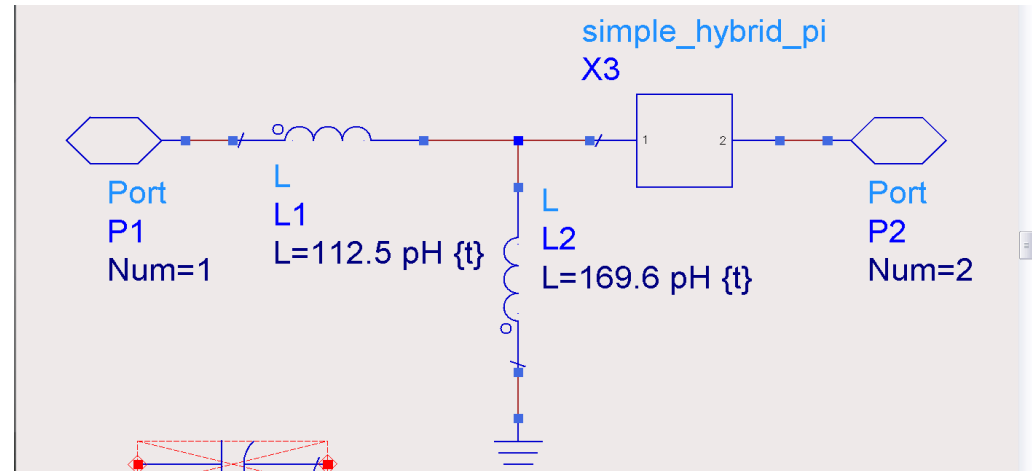 simple_hybrid_pi
X3
1
2
Port
P1
Num=1
L
L1
L=112.5 pH {t}
L
L2
L=169.6 pH {t}
Port
P2
Num=2